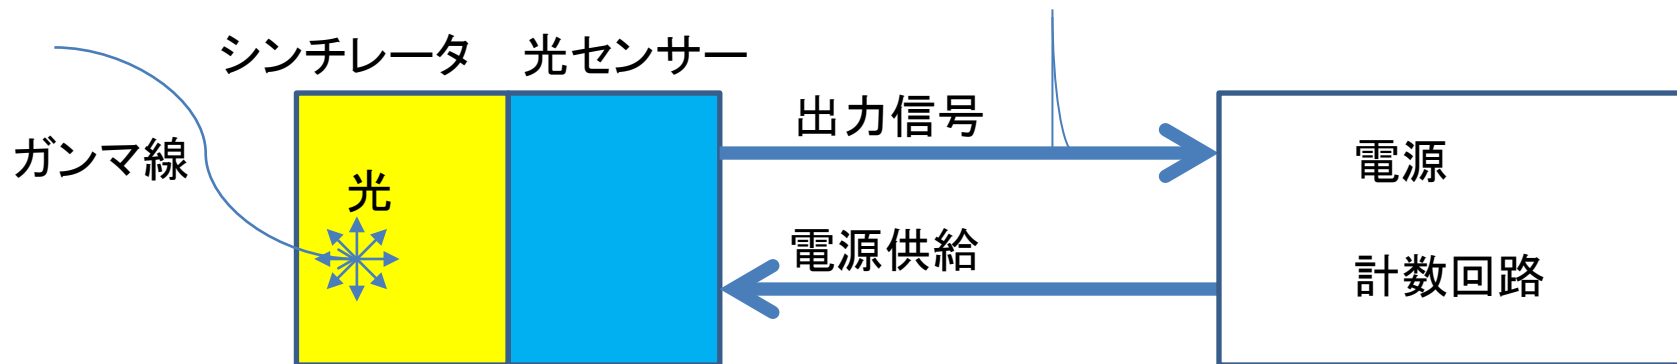 シンチレータ
光センサー
ガンマ線
光
出力信号
電源供給
電源
計数回路